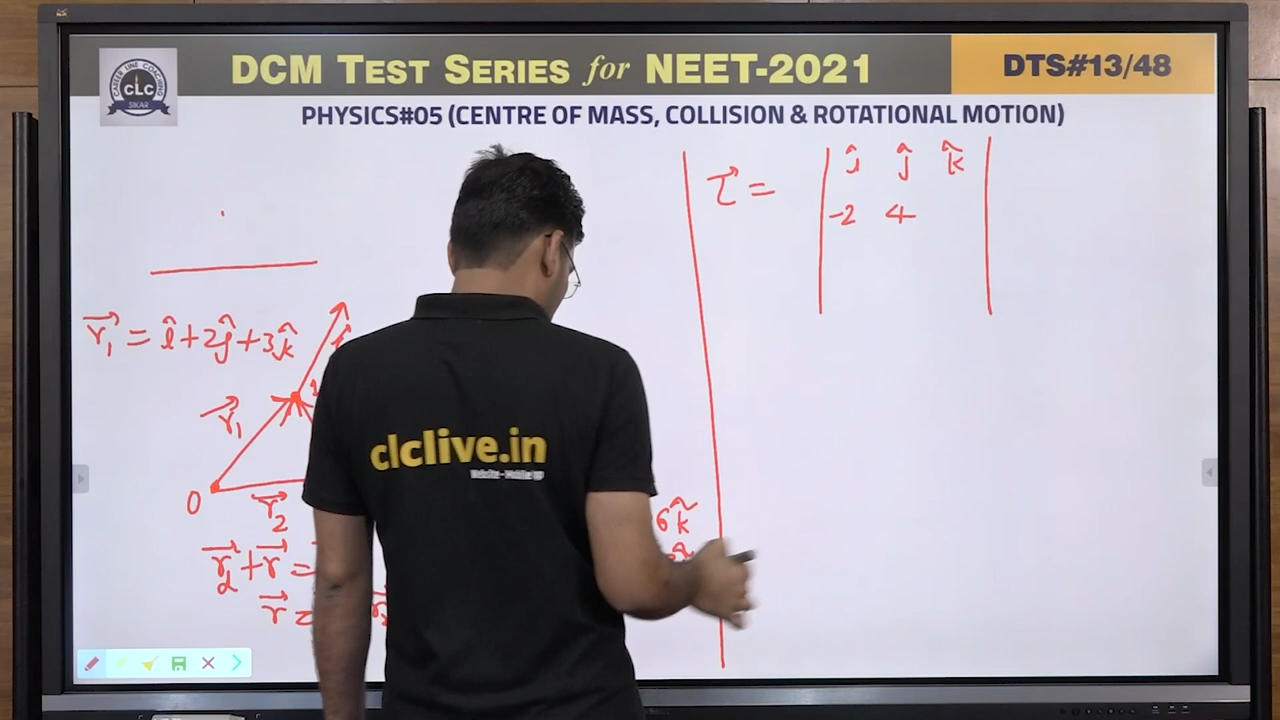 CAREER LINE COACHING
CLC
SIKAR
DCM TEST SERIES for NEET-2021
DTS#13/48
PHYSICS#05 (CENTRE OF MASS, COLLISION & ROTATIONAL MOTION)
r⃗₁ = î+2ĵ+3k̂
r⃗₁
O
r⃗₂
r⃗₂+r⃗ =
r⃗ =
6k̂
τ⃗ =
î ĵ k̂
-2 4
clclive.in